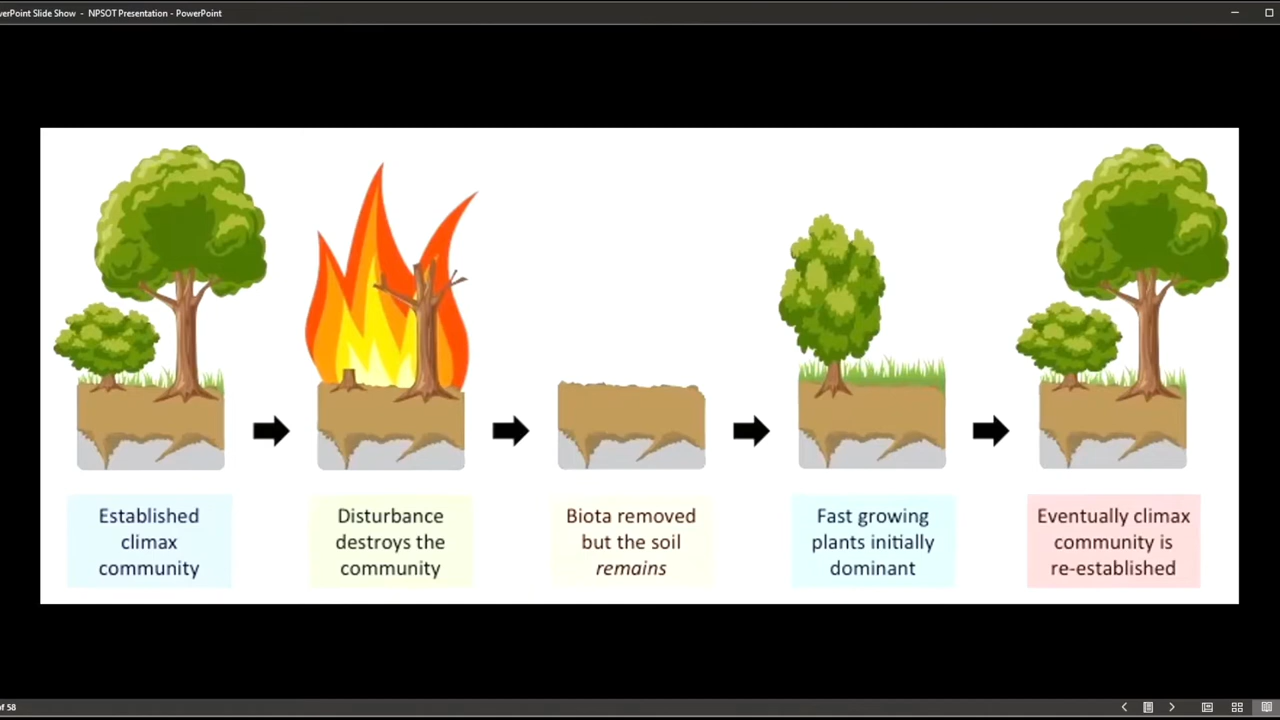 PowerPoint Slide Show - NPSOT Presentation - PowerPoint
Established
climax
community
Disturbance
destroys the
community
Biota removed
but the soil
remains
Fast growing
plants initially
dominant
Eventually climax
community is
re-established
of 58